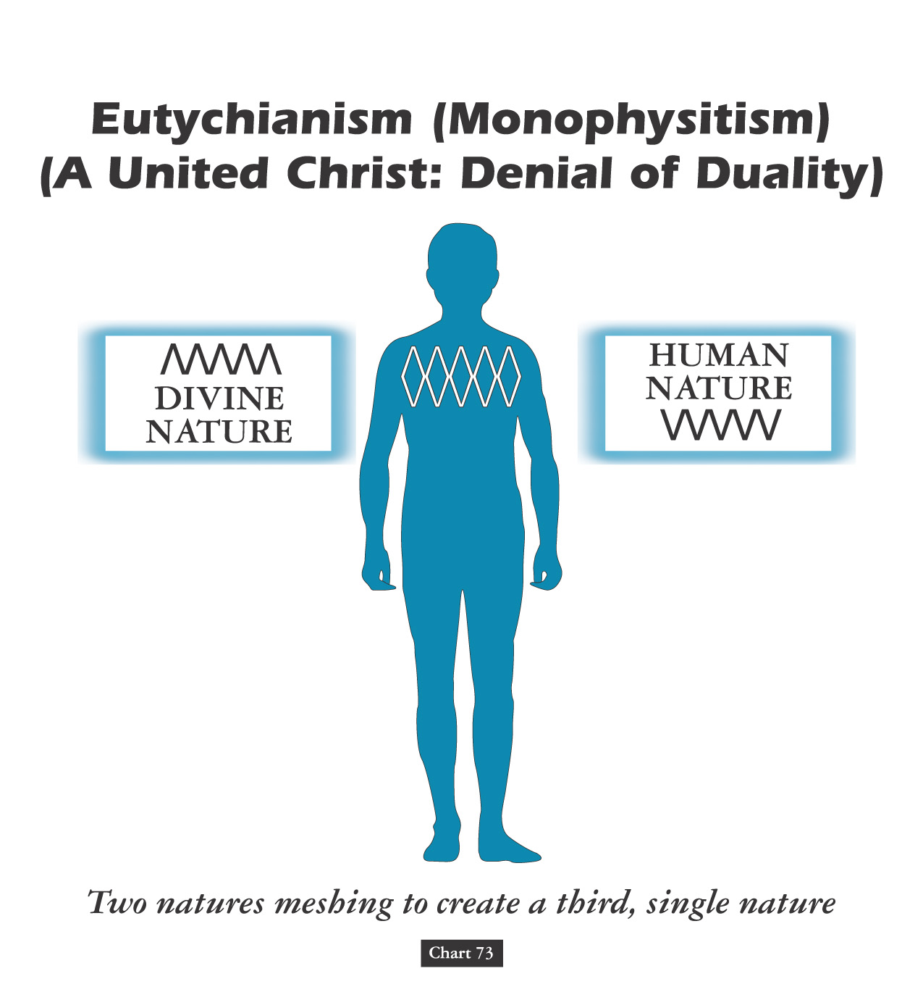 Eutychianism (Monophysitism)
(A United Christ: Denial of Duality)
DIVINE
NATURE
HUMAN
NATURE
Two natures meshing to create a third, single nature
Chart 73